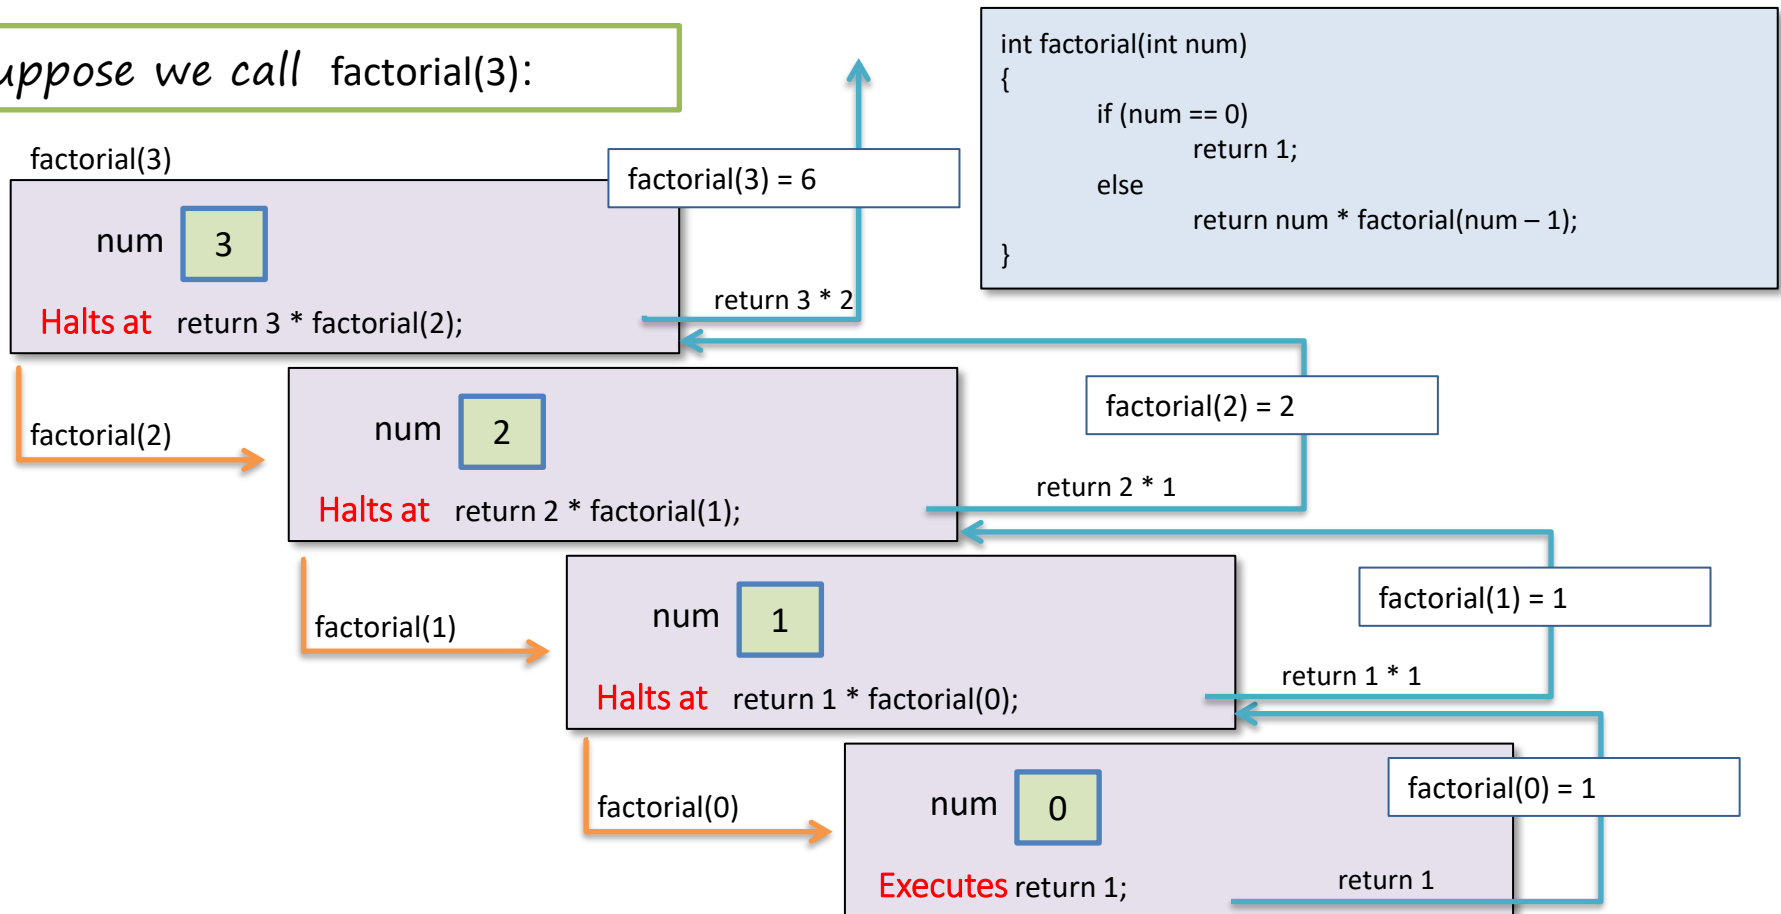 uppose we call factorial(3):
int factorial(int num)
{
if (num == 0)
return 1;
else
return num * factorial(num – 1);
}
factorial(3)
factorial(3) = 6
num 3
return 3 * 2
Halts at return 3 * factorial(2);
factorial(2)
num 2
factorial(2) = 2
return 2 * 1
Halts at return 2 * factorial(1);
factorial(1)
num 1
factorial(1) = 1
return 1 * 1
Halts at return 1 * factorial(0);
factorial(0)
num 0
factorial(0) = 1
Executes return 1;
return 1